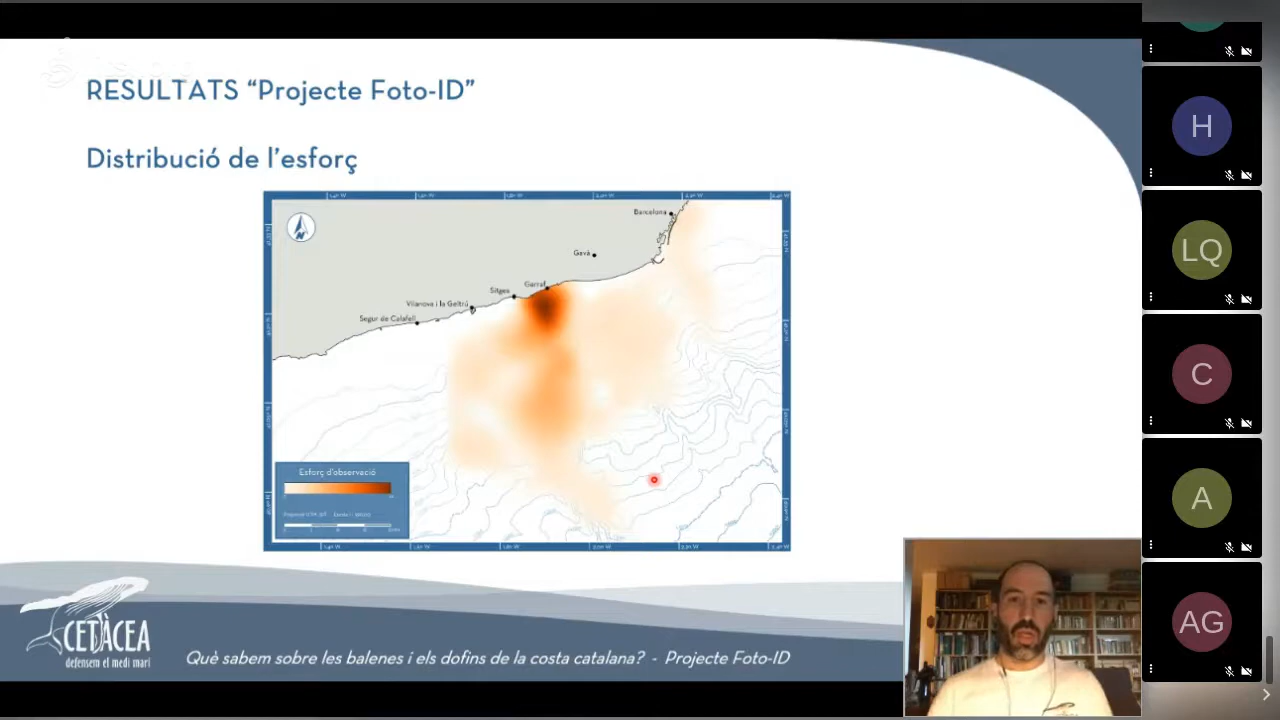 RESULTATS “Projecte Foto-ID”
Distribució de l’esforç
Barcelona
Gavà
Garraf
Sitges
Vilanova i la Geltrú
Segur de Calafell
N
Esforç d'observació
CETÀCEA
defensem el medi marí
Què sabem sobre les balenes i els dofins de la costa catalana? - Projecte Foto-ID
H
LQ
C
A
AG